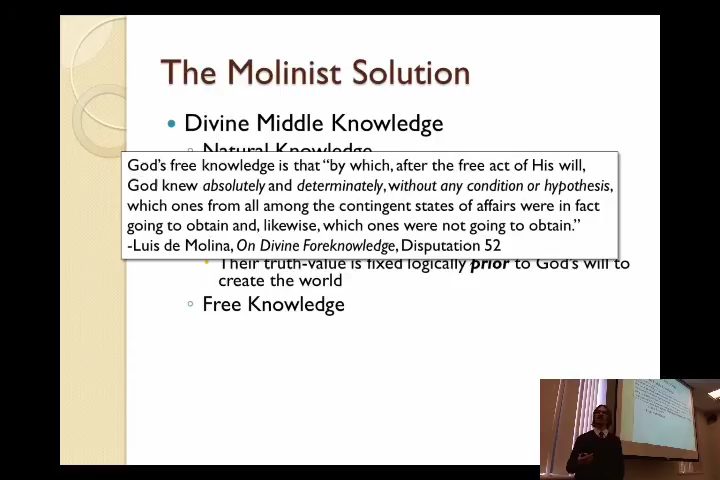 The Molinist Solution
Divine Middle Knowledge
Natural Knowledge
God's free knowledge is that “by which, after the free act of His will,
God knew absolutely and determinately, without any condition or hypothesis,
which ones from all among the contingent states of affairs were in fact
going to obtain and, likewise, which ones were not going to obtain.”
-Luis de Molina, On Divine Foreknowledge, Disputation 52
Their truth-value is fixed logically prior to God's will to
create the world
Free Knowledge